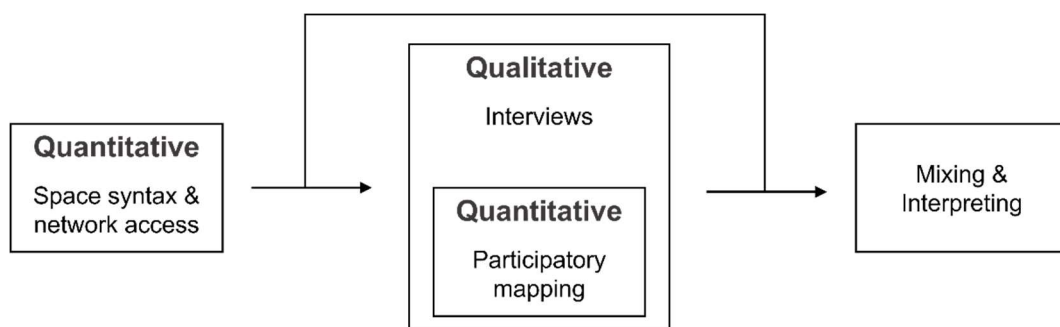 Quantitative
Space syntax &
network access
Qualitative
Interviews
Quantitative
Participatory
mapping
Mixing &
Interpreting